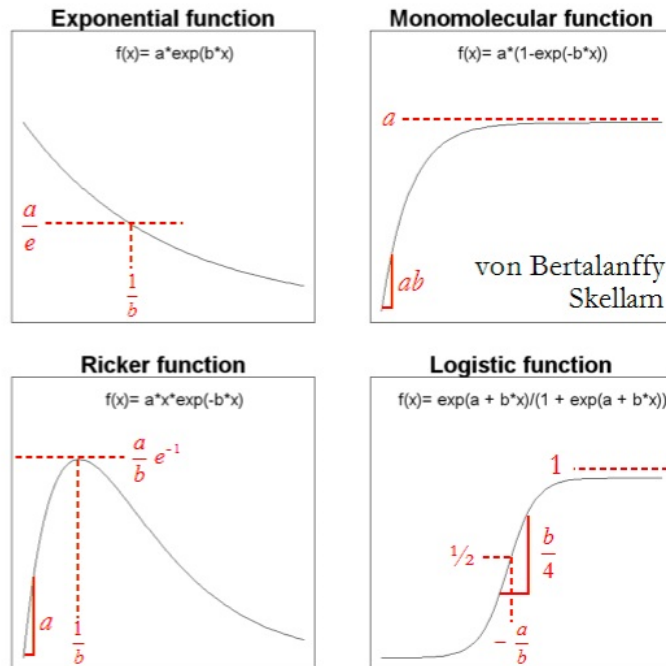 Exponential function
f(x)= a*exp(b*x)
a
e
1
b
Monomolecular function
f(x)= a*(1-exp(-b*x))
a
ab
von Bertalanffy
Skellam
Ricker function
f(x)= a*x*exp(-b*x)
a/b e⁻¹
a
1
b
Logistic function
f(x)= exp(a + b*x)/(1 + exp(a + b*x))
1
½
b
4
− a/b